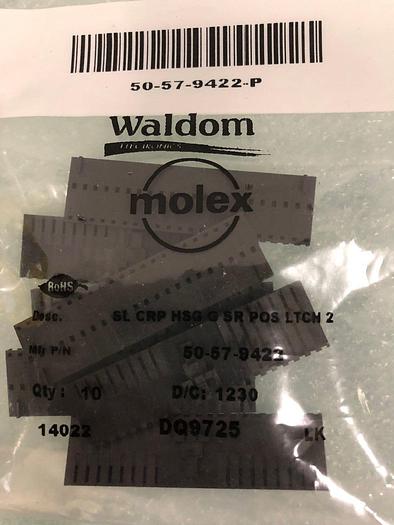 50-57-9422-P
Waldom
ELECTRONICS
molex
RoHS
Desc. SL CRP HSG G SR POS LTCH 2
Mfg P/N 50-57-9422
Qty: 10 D/C: 1230
14022 DQ9725 LK